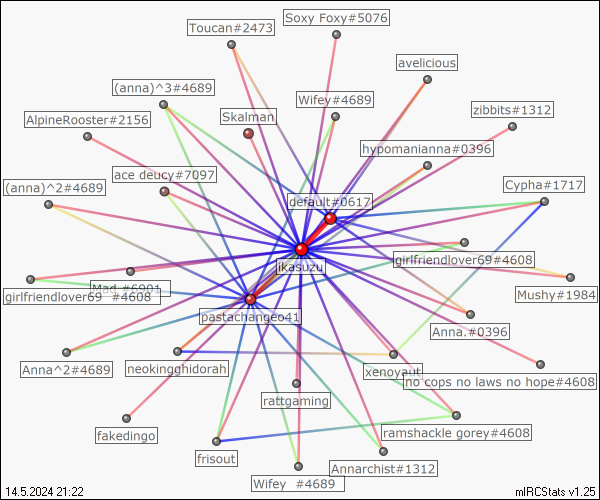 Soxy Foxy#5076
Toucan#2473
avelicious
(anna)^3#4689
Wifey#4689
zibbits#1312
AlpineRooster#2156
Skalman
hypomanianna#0396
ace deucy#7097
(anna)^2#4689
default#0617
Cypha#1717
girlfriendlover69#4608
jkasuzu
Mad #6901
girlfriendlover69 #4608
Mushy#1984
pastachangeo41
Anna.#0396
Anna^2#4689
neokingghidorah
xenoyaut
no cops no laws no hope#4608
rattgaming
fakedingo
ramshackle gorey#4608
frisout
Annarchist#1312
Wifey #4689
14.5.2024 21:22
mIRCStats v1.25